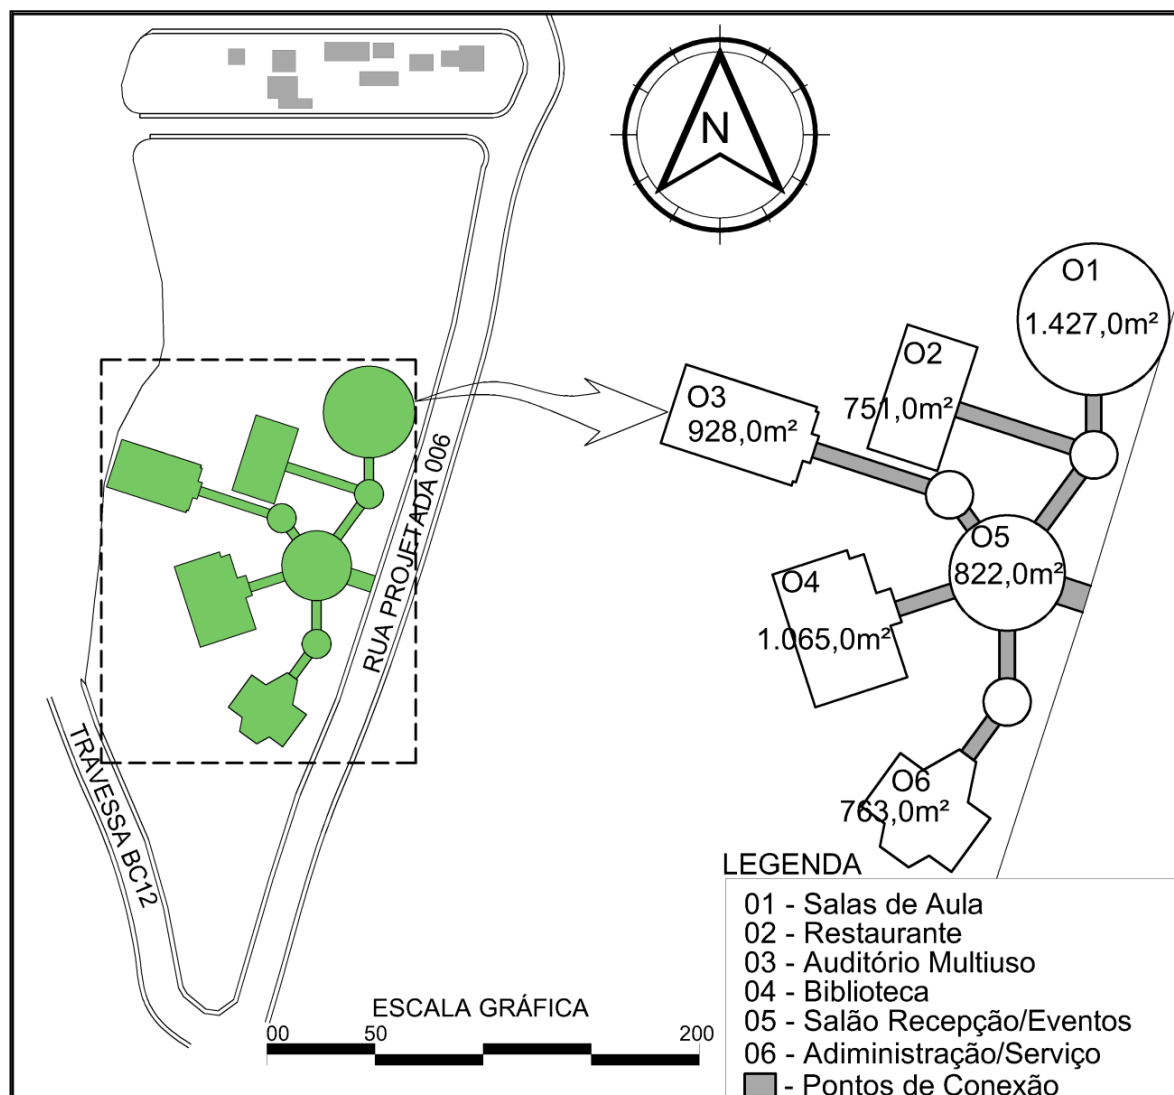 N
O1
1.427,0m²
O2
751,0m²
O3
928,0m²
O5
822,0m²
O4
1.065,0m²
O6
763,0m²
RUA PROJETADA 006
TRAVESSA BC12
ESCALA GRÁFICA
00 50 200
LEGENDA
01 - Salas de Aula
02 - Restaurante
03 - Auditório Multiuso
04 - Biblioteca
05 - Salão Recepção/Eventos
06 - Adiministração/Serviço
- Pontos de Conexão